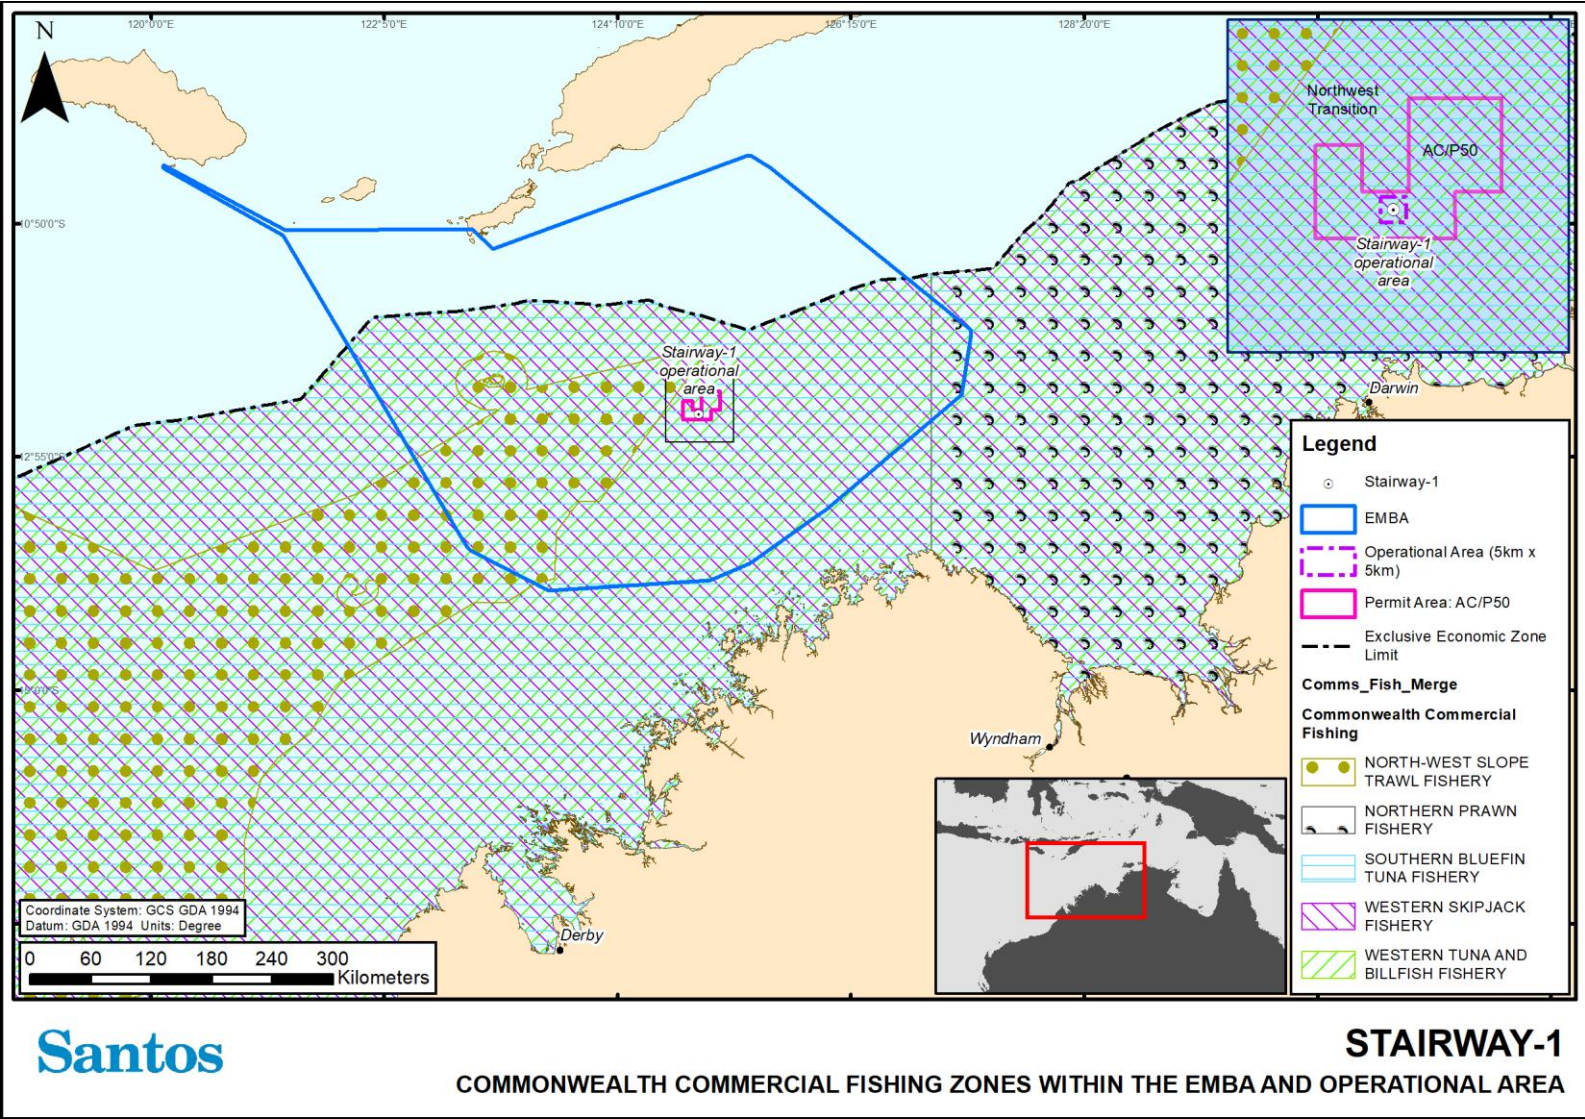 120°0'0"E
122°5'0"E
124°10'0"E
126°15'0"E
128°20'0"E
N
Northwest
Transition
AC/P50
Stairway-1
operational
area
10°50'0"S
Stairway-1
operational
area
Darwin
12°55'0"S
Wyndham
Derby
Legend
Stairway-1
EMBA
Operational Area (5km x
5km)
Permit Area: AC/P50
Exclusive Economic Zone
Limit
Comms_Fish_Merge
Commonwealth Commercial
Fishing
NORTH-WEST SLOPE
TRAWL FISHERY
NORTHERN PRAWN
FISHERY
SOUTHERN BLUEFIN
TUNA FISHERY
WESTERN SKIPJACK
FISHERY
WESTERN TUNA AND
BILLFISH FISHERY
Coordinate System: GCS GDA 1994
Datum: GDA 1994 Units: Degree
0 60 120 180 240 300
Kilometers
Santos
STAIRWAY-1
COMMONWEALTH COMMERCIAL FISHING ZONES WITHIN THE EMBA AND OPERATIONAL AREA